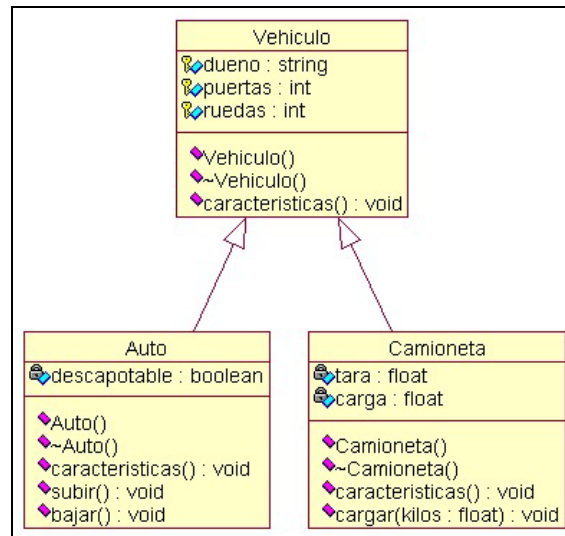 Vehiculo
dueno : string
puertas : int
ruedas : int
Vehiculo()
~Vehiculo()
caracteristicas() : void
Auto
descapotable : boolean
Auto()
~Auto()
caracteristicas() : void
subir() : void
bajar() : void
Camioneta
tara : float
carga : float
Camioneta()
~Camioneta()
caracteristicas() : void
cargar(kilos : float) : void